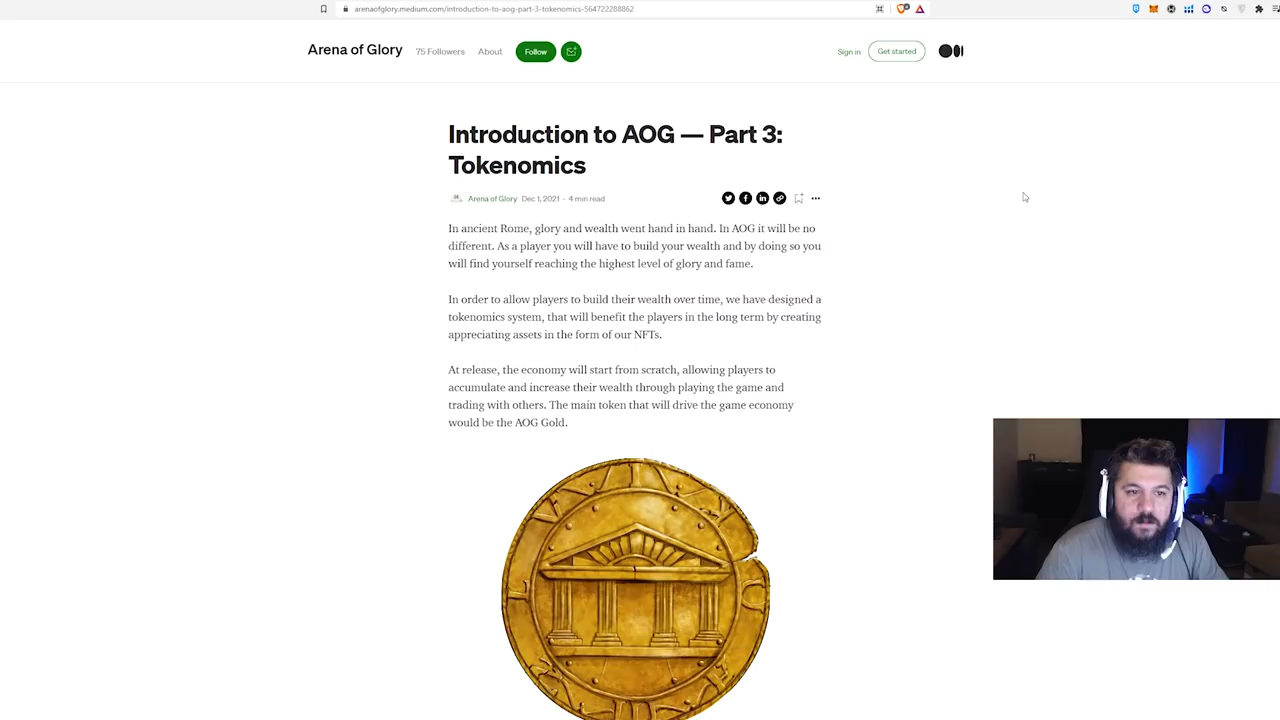 arenaofglory.medium.com/introduction-to-aog-part-3-tokenomics-564722288862
Arena of Glory 75 Followers About Follow Sign in Get started
Introduction to AOG — Part 3:
Tokenomics
Arena of Glory Dec 1, 2021 · 4 min read
In ancient Rome, glory and wealth went hand in hand. In AOG it will be no
different. As a player you will have to build your wealth and by doing so you
will find yourself reaching the highest level of glory and fame.
In order to allow players to build their wealth over time, we have designed a
tokenomics system, that will benefit the players in the long term by creating
appreciating assets in the form of our NFTs.
At release, the economy will start from scratch, allowing players to
accumulate and increase their wealth through playing the game and
trading with others. The main token that will drive the game economy
would be the AOG Gold.